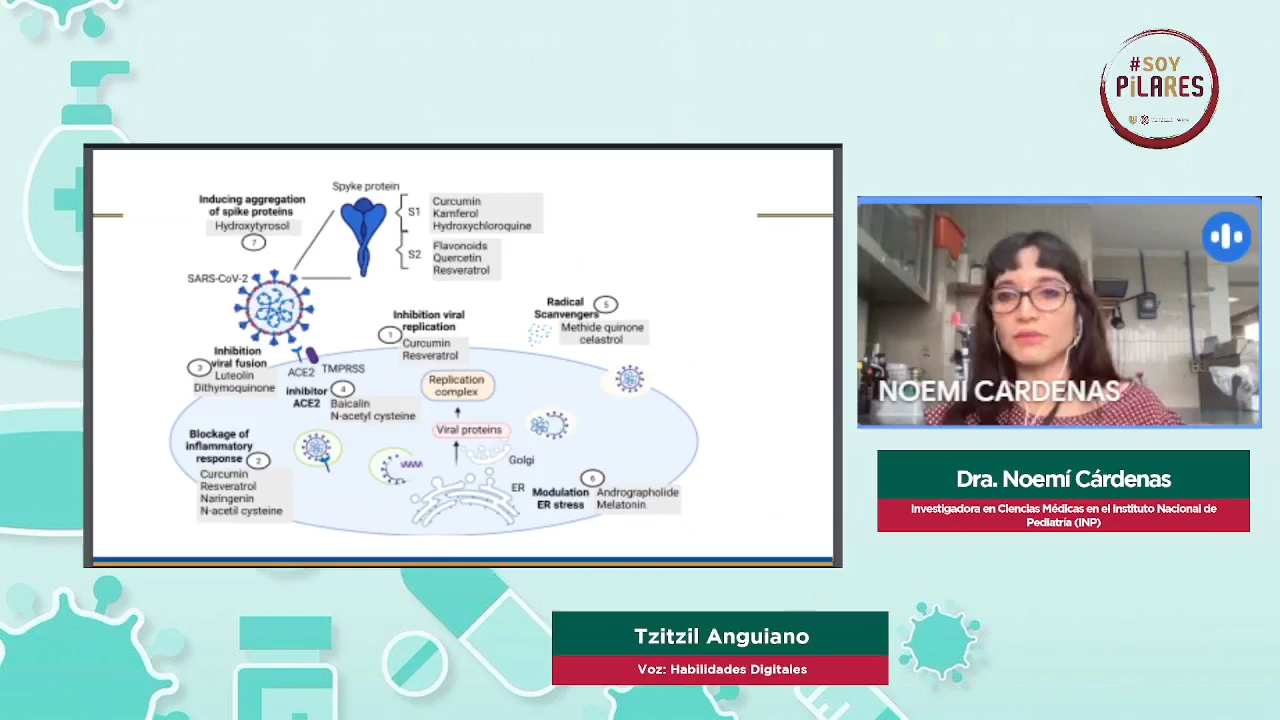 #SOY
PiLARES
Spyke protein
Inducing aggregation
of spike proteins
Hydroxytyrosol
7
S1
Curcumin
Kamferol
Hydroxychloroquine
S2
Flavonoids
Quercetin
Resveratrol
SARS-CoV-2
Inhibition viral
replication
1
Curcumin
Resveratrol
Radical
Scanvengers
5
Methide quinone
celastrol
Inhibition
viral fusion
3
Luteolin
Dithymoquinone
ACE2
TMPRSS
inhibitor
ACE2
4
Baicalin
N-acetyl cysteine
Replication
complex
Viral proteins
Golgi
ER
Blockage of
inflammatory
response
2
Curcumin
Resveratrol
Naringenin
N-acetil cysteine
Modulation
ER stress
6
Andrographolide
Melatonin
NOEMI CARDENAS
Dra. Noemí Cárdenas
Investigadora en Ciencias Médicas en el Instituto Nacional de
Pediatría (INP)
Tzitzil Anguiano
Voz: Habilidades Digitales